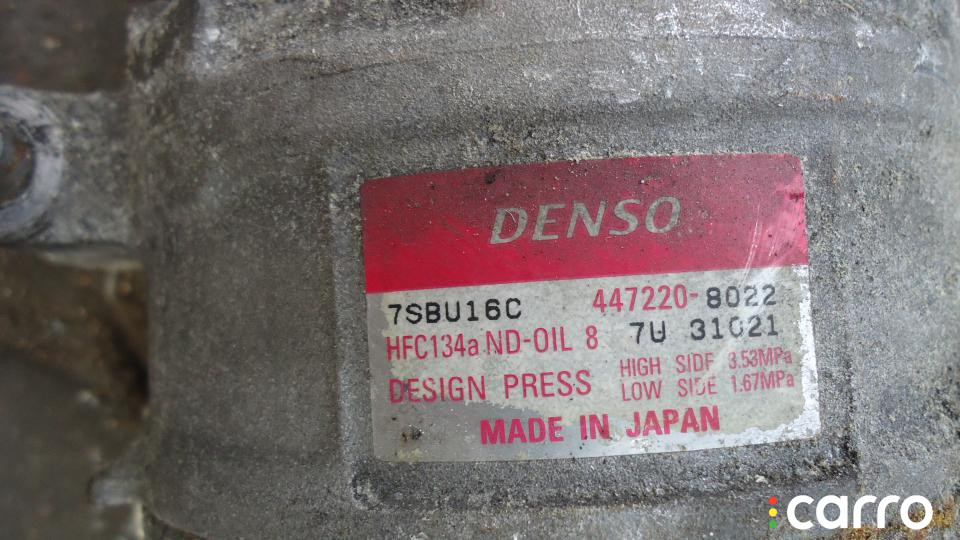 DENSO
7SBU16C 447220-8022
HFC134a ND-OIL 8 7U 31021
DESIGN PRESS HIGH SIDE 3.53MPa
LOW SIDE 1.67MPa
MADE IN JAPAN
carro